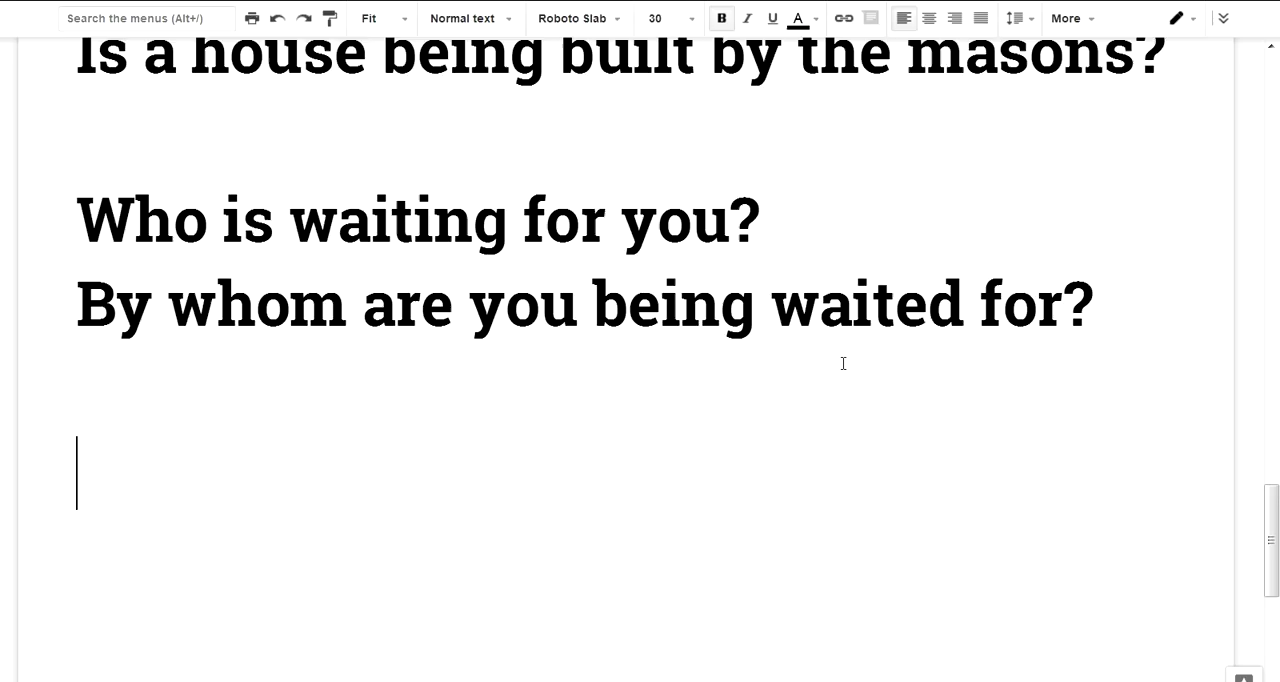 Search the menus (Alt+/) Fit Normal text Roboto Slab 30 B I U A More
Is a house being built by the masons?
Who is waiting for you?
By whom are you being waited for?